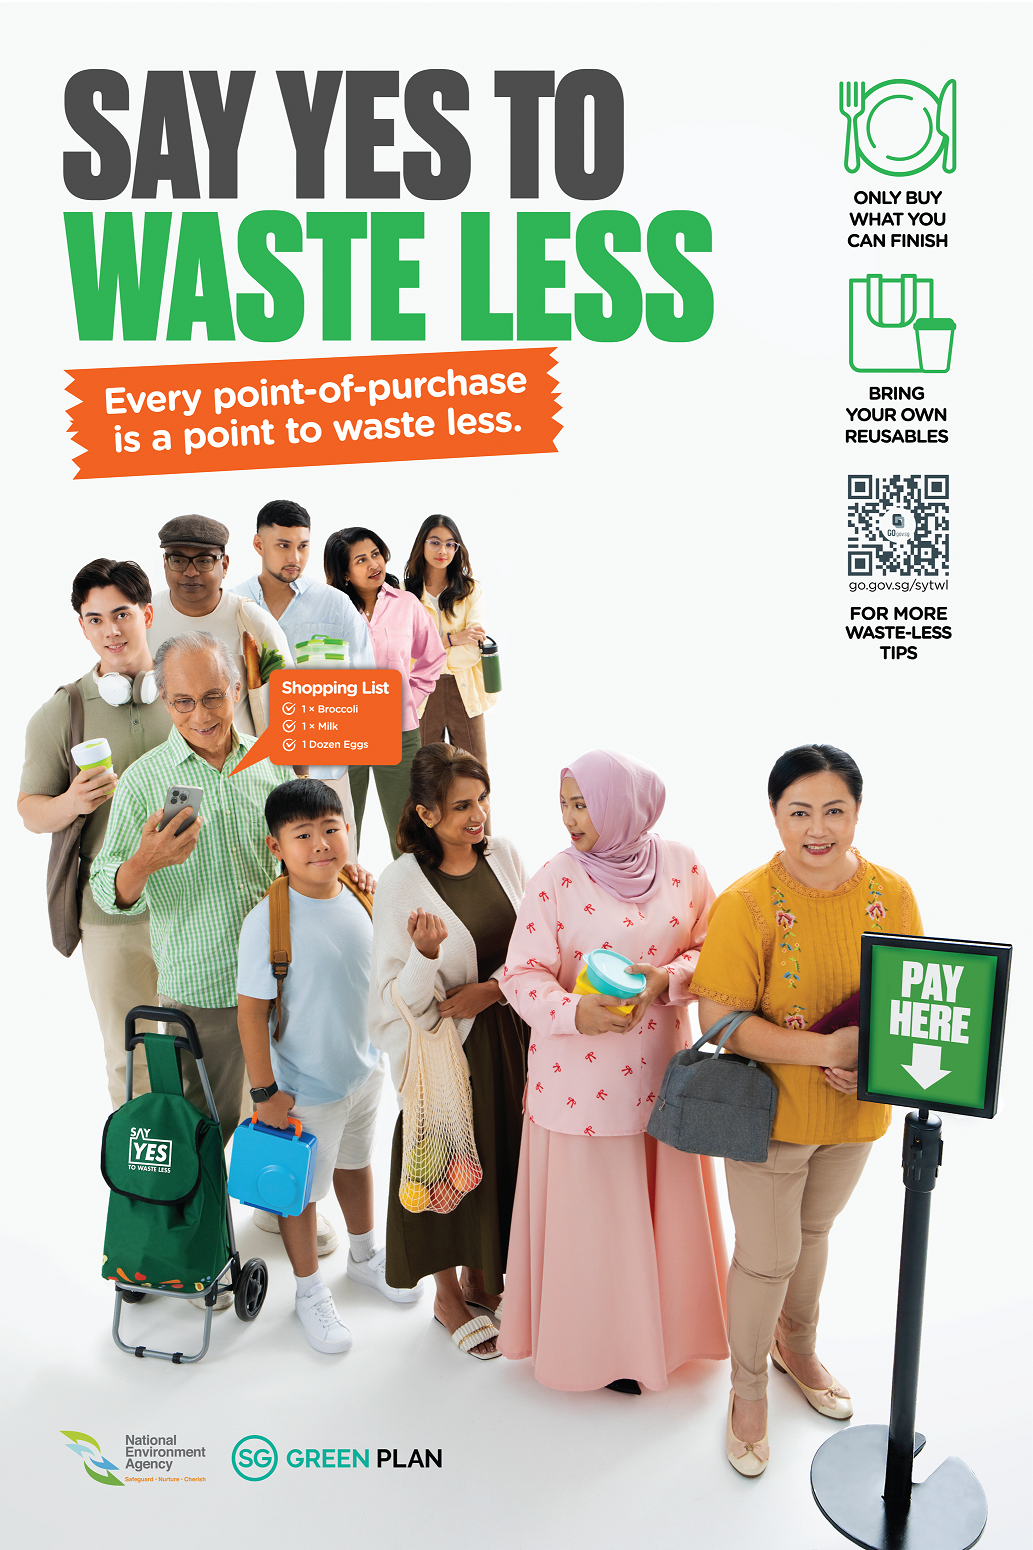 SAY YES TO
WASTE LESS
Every point-of-purchase
is a point to waste less.
ONLY BUY
WHAT YOU
CAN FINISH
BRING
YOUR OWN
REUSABLES
GOgov.sg
go.gov.sg/sytwl
FOR MORE
WASTE-LESS
TIPS
Shopping List
1 × Broccoli
1 × Milk
1 Dozen Eggs
PAY
HERE
SAY
YES
TO WASTE LESS
National
Environment
Agency
Safeguard · Nurture · Cherish
SG GREEN PLAN